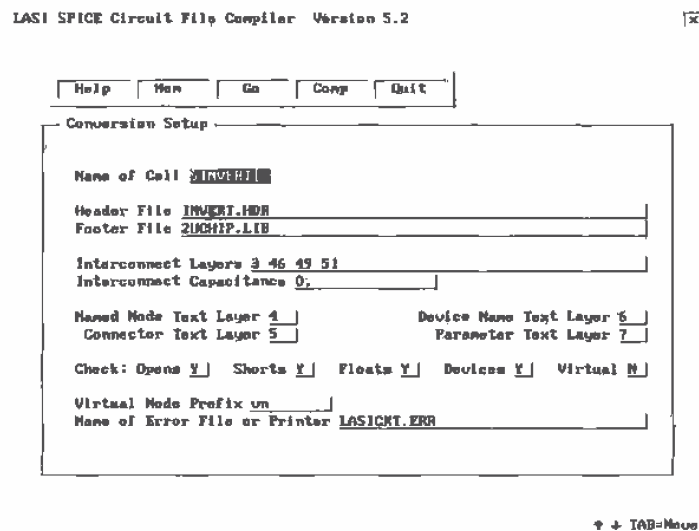 LASI SPICE Circuit File Compiler Version 5.2
Help Mem Go Comp Quit
Conversion Setup
Name of Cell $INVERT
Header File INVERT.HDR
Footer File 2UCHIP.LIB
Interconnect Layers 3 46 49 51
Interconnect Capacitance 0;
Named Node Text Layer 4 Device Name Text Layer 6
Connector Text Layer 5 Parameter Text Layer 7
Check: Opens Y Shorts Y Floats Y Devices Y Virtual N
Virtual Node Prefix vn
Name of Error File or Printer LASICKT.ERR
↑ ↓ TAB=Move